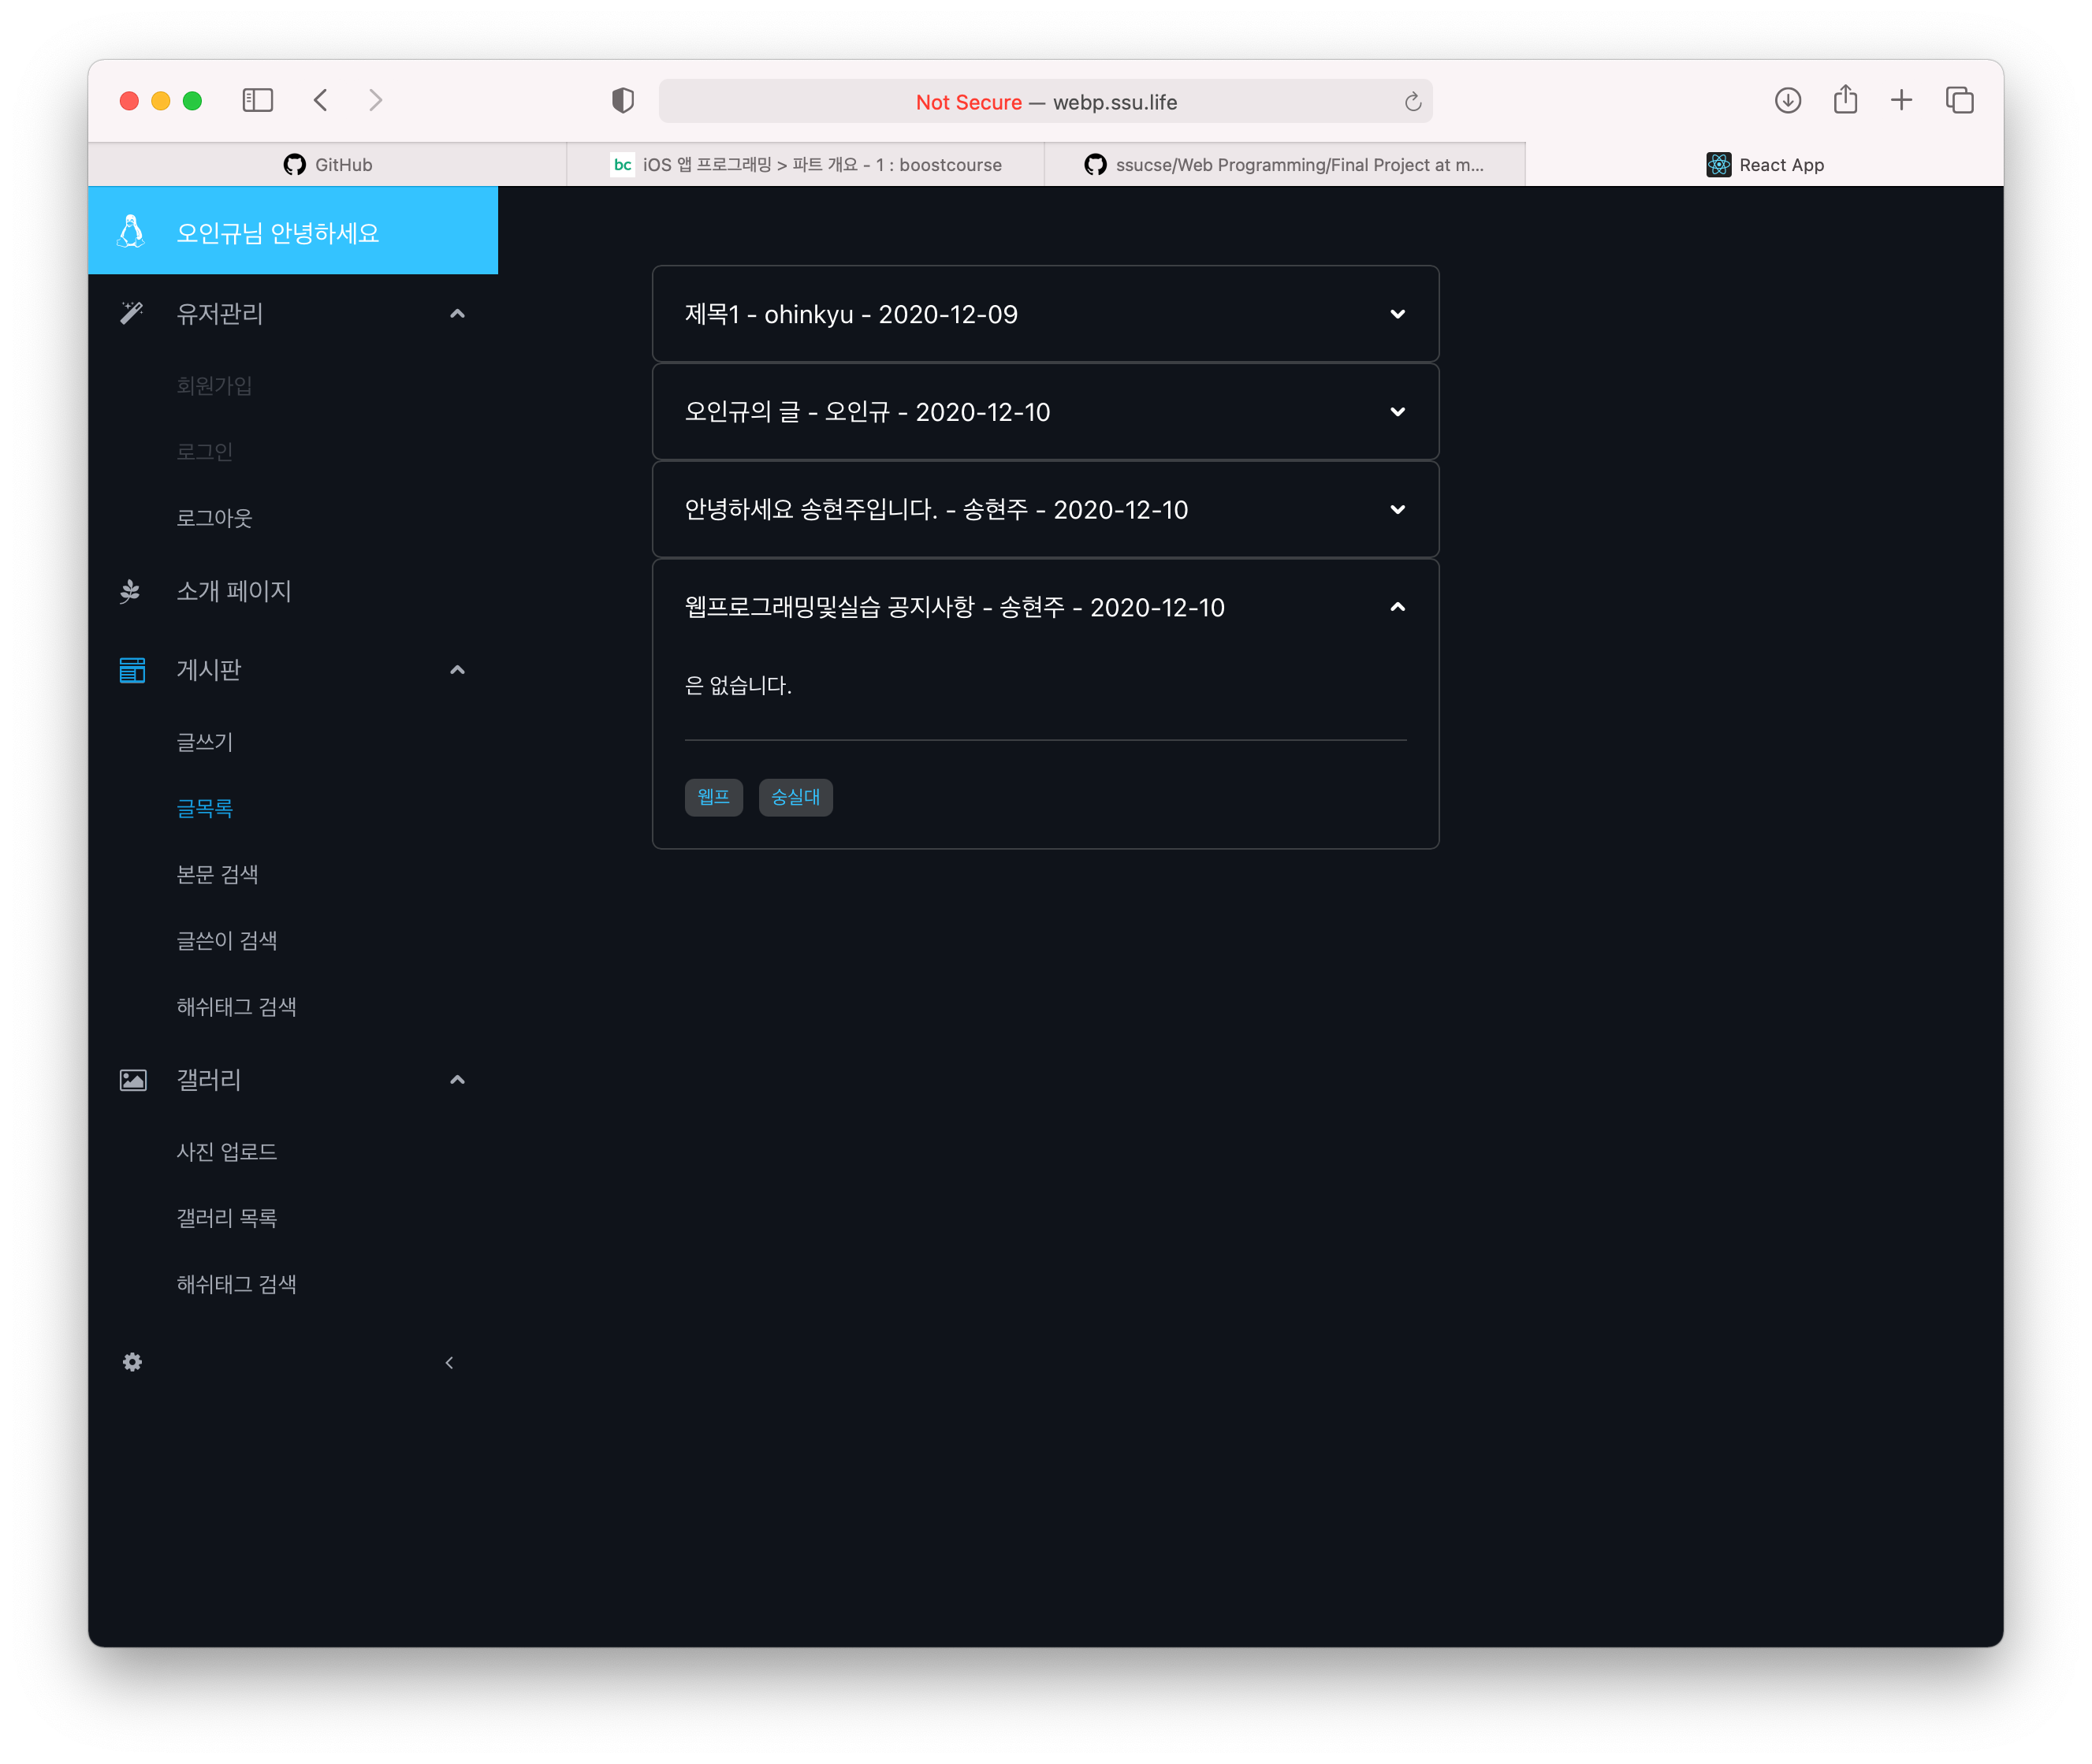 Not Secure — webp.ssu.life
GitHub
bc iOS 앱 프로그래밍 > 파트 개요 - 1 : boostcourse
ssucse/Web Programming/Final Project at m...
React App
오인규님 안녕하세요
유저관리
회원가입
로그인
로그아웃
소개 페이지
게시판
글쓰기
글목록
본문 검색
글쓴이 검색
해쉬태그 검색
갤러리
사진 업로드
갤러리 목록
해쉬태그 검색
제목1 - ohinkyu - 2020-12-09
오인규의 글 - 오인규 - 2020-12-10
안녕하세요 송현주입니다. - 송현주 - 2020-12-10
웹프로그래밍및실습 공지사항 - 송현주 - 2020-12-10
은 없습니다.
웹프 숭실대